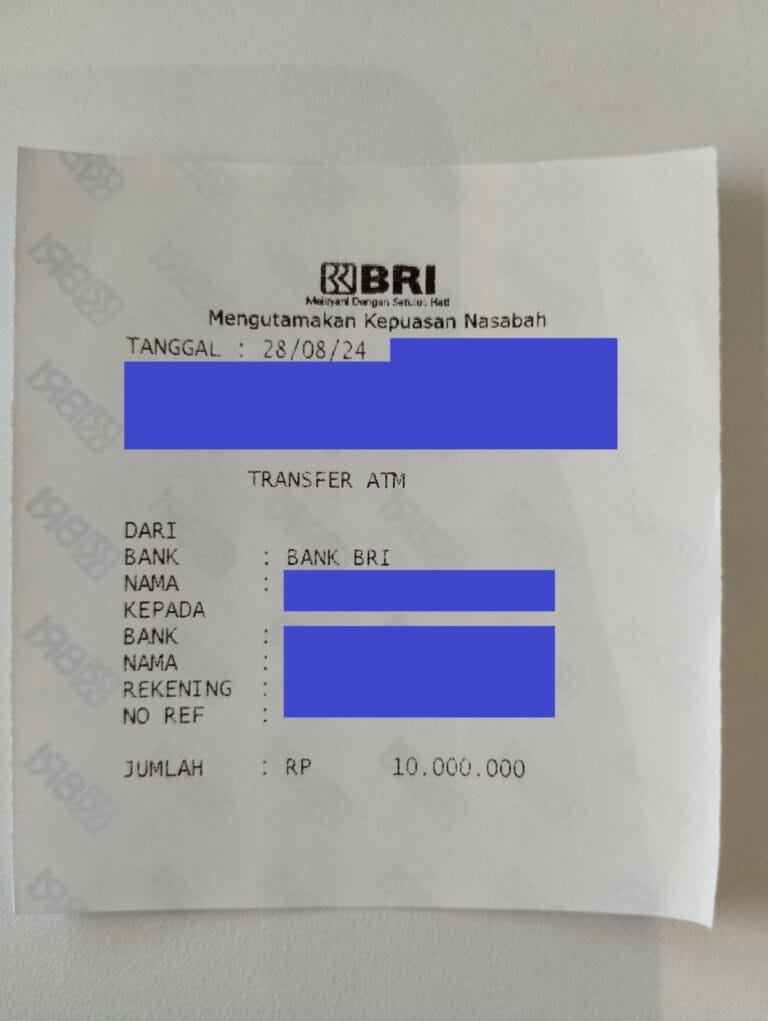 BRI
Melayani Dengan Setulus Hati
Mengutamakan Kepuasan Nasabah
TANGGAL : 28/08/24
TRANSFER ATM
DARI
BANK : BANK BRI
NAMA :
KEPADA
BANK :
NAMA :
REKENING :
NO REF :
JUMLAH : RP 10.000.000